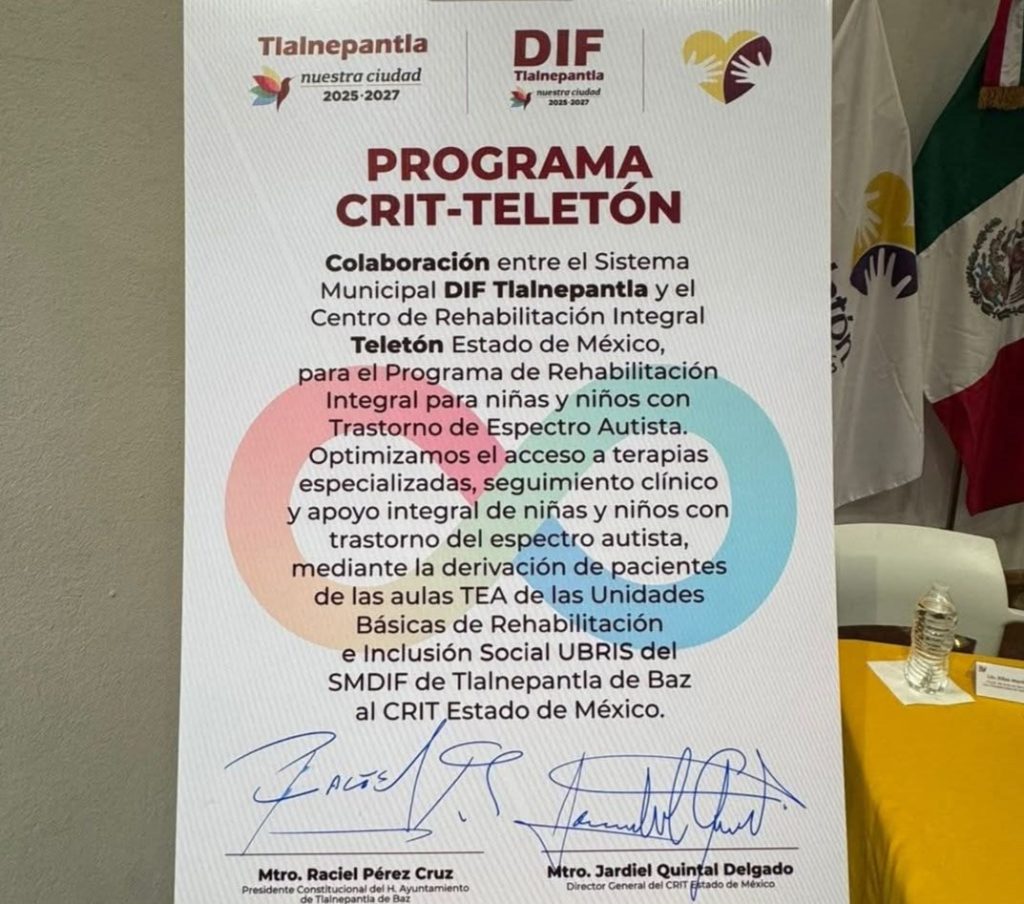 Tlalnepantla
nuestra ciudad
2025·2027
DIF
Tlalnepantla
nuestra ciudad
2025·2027
PROGRAMA
CRIT-TELETÓN
Colaboración entre el Sistema
Municipal DIF Tlalnepantla y el
Centro de Rehabilitación Integral
Teletón Estado de México,
para el Programa de Rehabilitación
Integral para niñas y niños con
Trastorno de Espectro Autista.
Optimizamos el acceso a terapias
especializadas, seguimiento clínico
y apoyo integral de niñas y niños con
trastorno del espectro autista,
mediante la derivación de pacientes
de las aulas TEA de las Unidades
Básicas de Rehabilitación
e Inclusión Social UBRIS del
SMDIF de Tlalnepantla de Baz
al CRIT Estado de México.
Mtro. Raciel Pérez Cruz
Presidente Constitucional del H. Ayuntamiento
de Tlalnepantla de Baz
Mtro. Jardiel Quintal Delgado
Director General del CRIT Estado de México